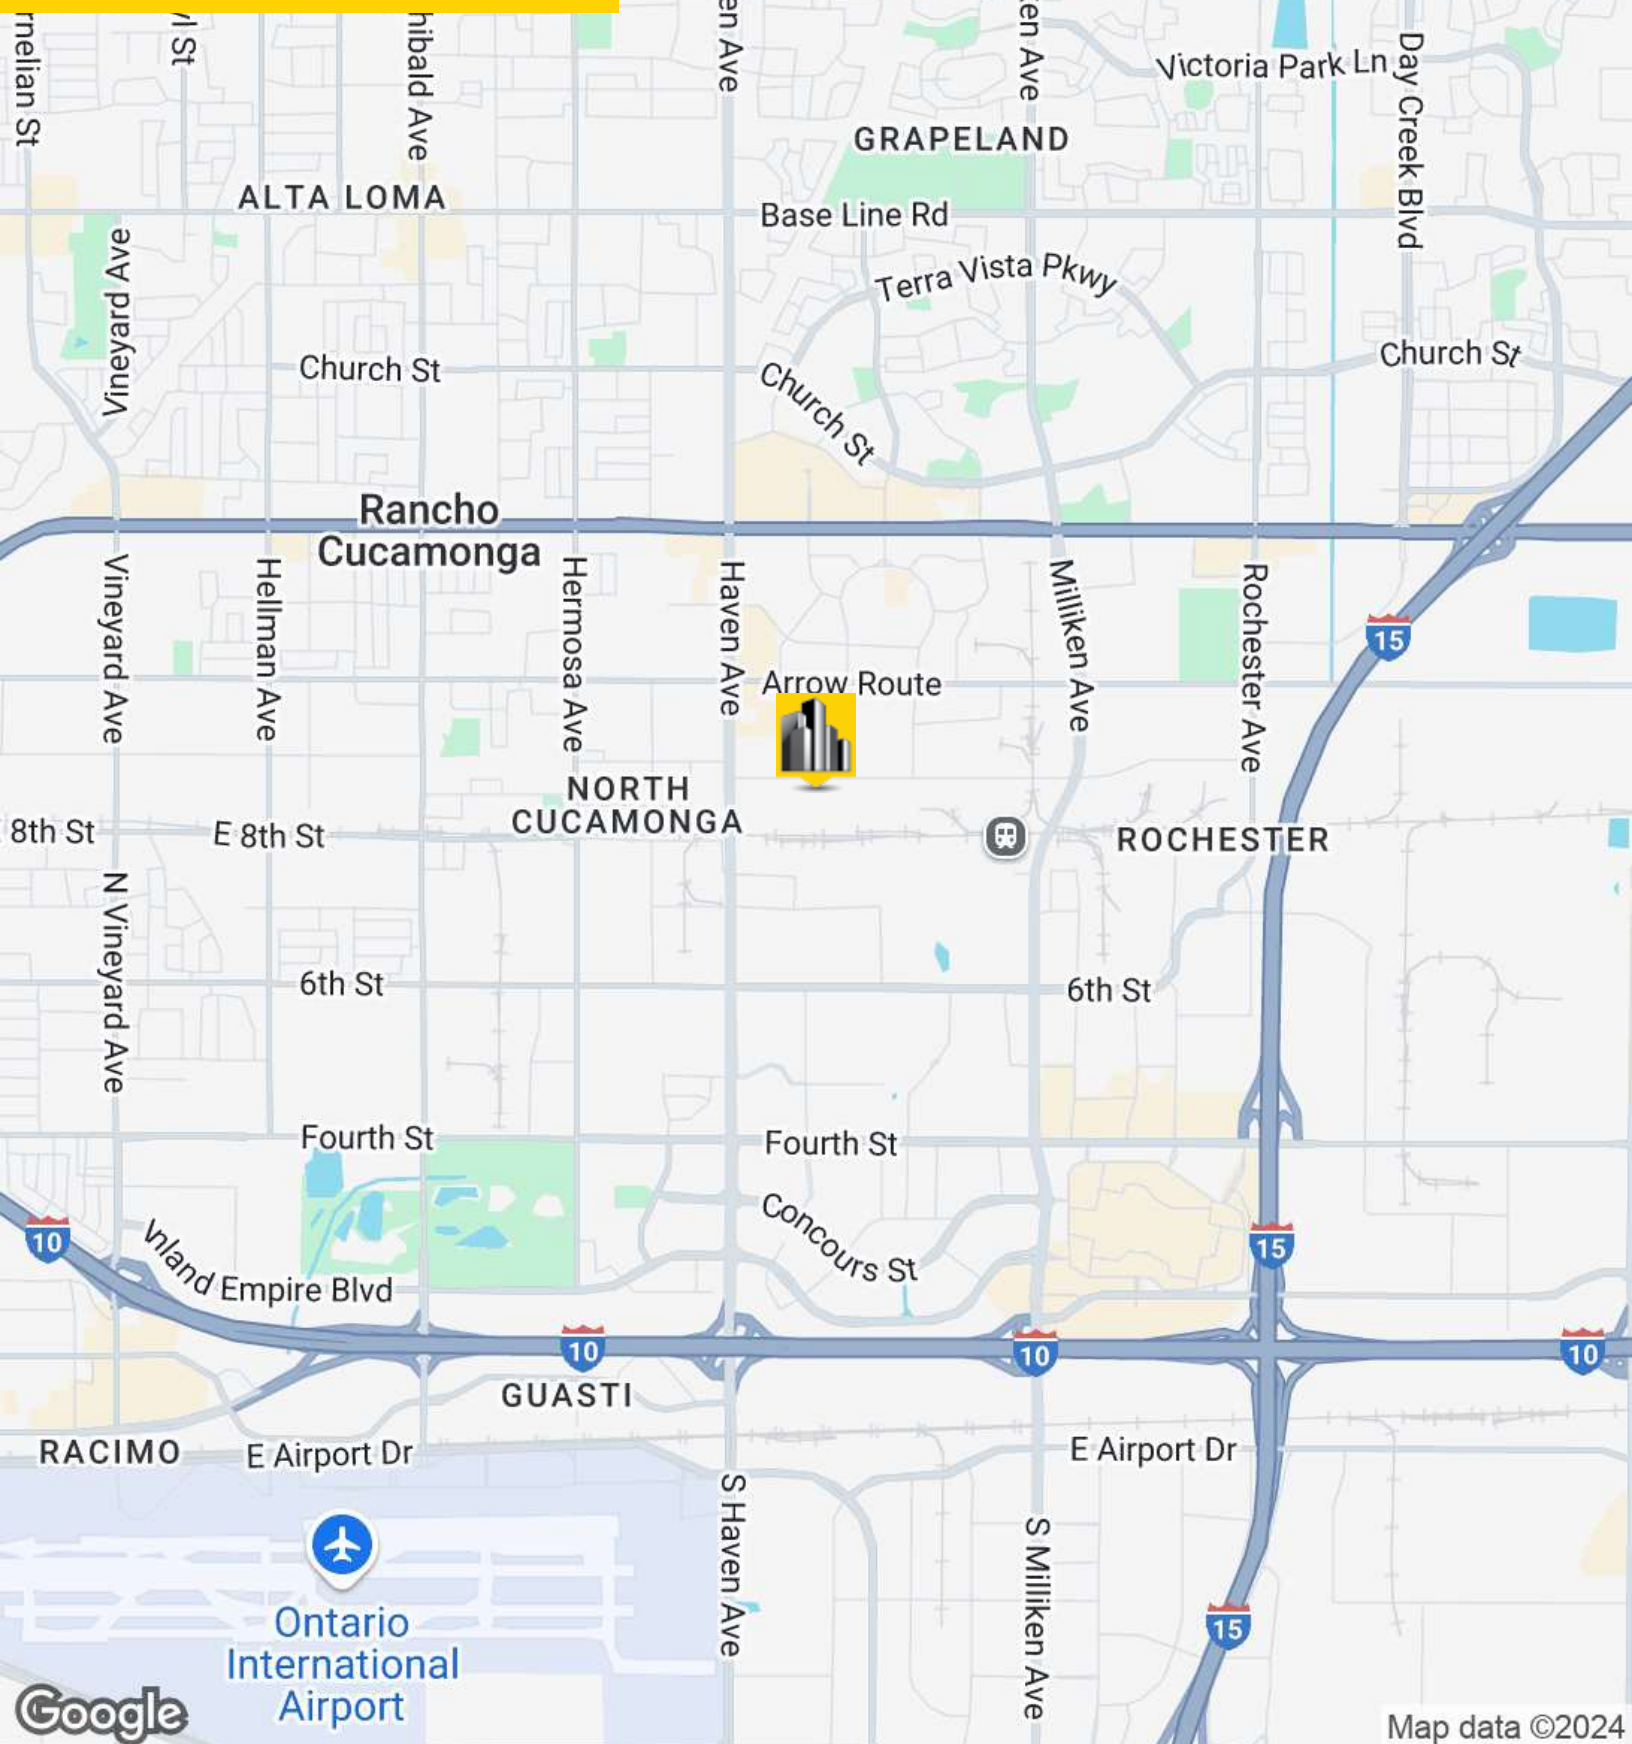 Victoria Park Ln
Day Creek Blvd
GRAPELAND
ALTA LOMA
Base Line Rd
Vineyard Ave
Terra Vista Pkwy
Church St
Church St
Church St
Rancho
Cucamonga
Vineyard Ave
Hellman Ave
Hermosa Ave
Haven Ave
Milliken Ave
Rochester Ave
15
Arrow Route
NORTH
CUCAMONGA
8th St
E 8th St
ROCHESTER
N Vineyard Ave
6th St
6th St
Fourth St
Fourth St
Concours St
10
Inland Empire Blvd
15
10
10
10
GUASTI
RACIMO
E Airport Dr
E Airport Dr
S Haven Ave
S Milliken Ave
Ontario
International
Airport
15
Google
Map data ©2024